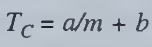 T_C = a/m + b